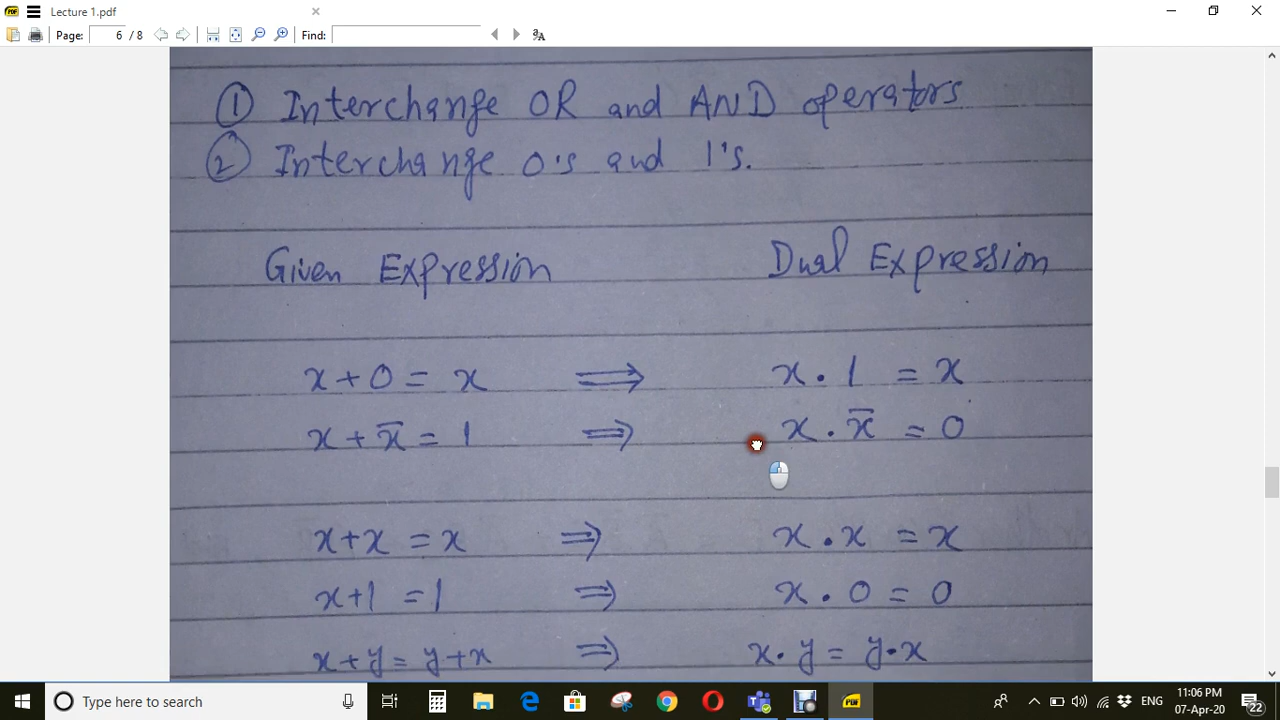 Lecture 1.pdf
Page: 6 / 8 Find:
① Interchange OR and AND operators
② Interchange 0's and 1's.
Given Expression Dual Expression
x + 0 = x ⟹ x . 1 = x
x + x̅ = 1 ⟹ x . x̅ = 0
x + x = x ⟹ x . x = x
x + 1 = 1 ⟹ x . 0 = 0
x + y = y + x ⟹ x . y = y . x
Type here to search ENG 11:06 PM
07-Apr-20 22